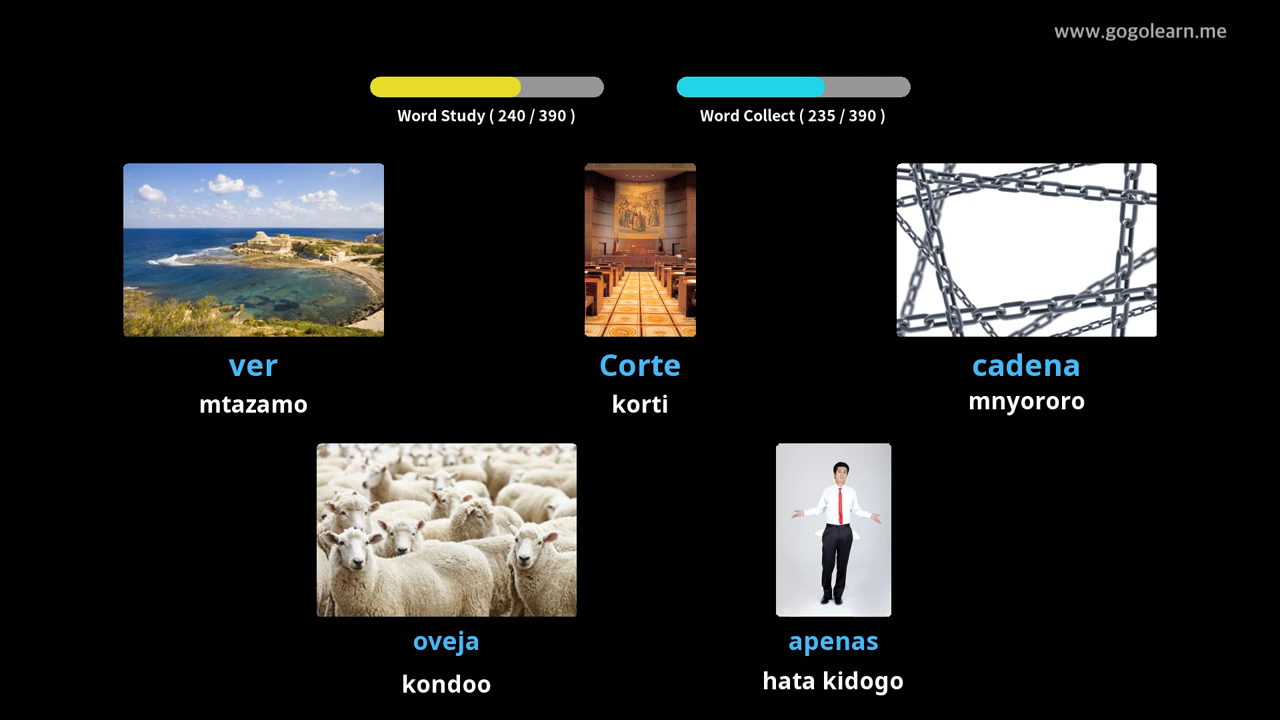 www.gogolearn.me
Word Study ( 240 / 390 )
Word Collect ( 235 / 390 )
ver
mtazamo
Corte
korti
cadena
mnyororo
oveja
kondoo
apenas
hata kidogo